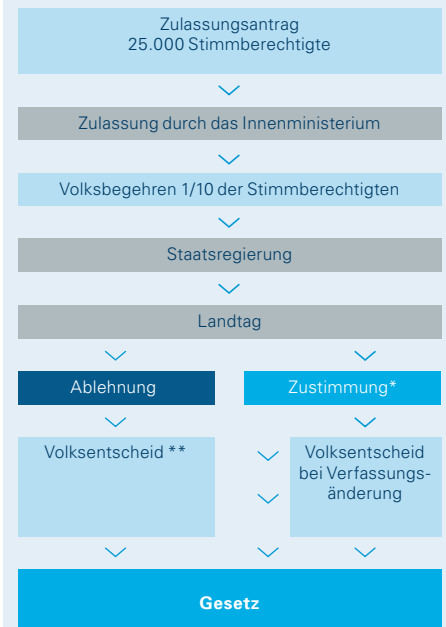 Zulassungsantrag
25.000 Stimmberechtigte
Zulassung durch das Innenministerium
Volksbegehren 1/10 der Stimmberechtigten
Staatsregierung
Landtag
Ablehnung
Zustimmung*
Volksentscheid **
Volksentscheid
bei Verfassungs-
änderung
Gesetz